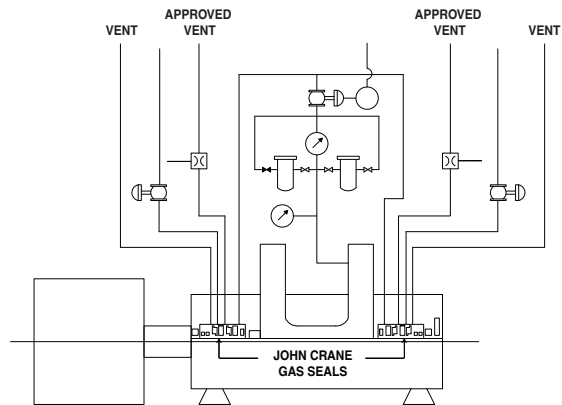 APPROVED
VENT
VENT
APPROVED
VENT
VENT
JOHN CRANE
GAS SEALS